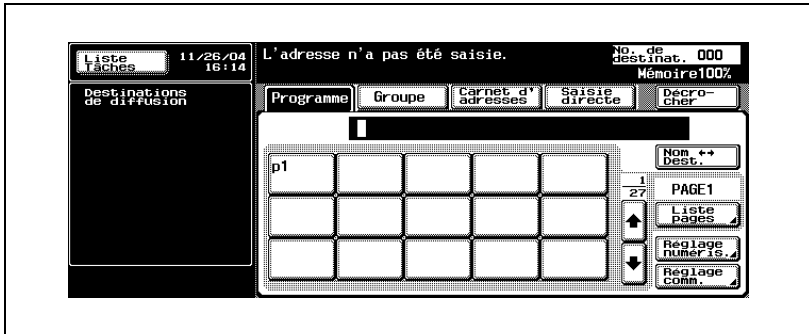 Liste
Tâches
11/26/04
16:14
L'adresse n'a pas été saisie.
No. de
destinat. 000
Mémoire100%
Destinations
de diffusion
Programme
Groupe
Carnet d'
adresses
Saisie
directe
Décro-
cher
p1
Nom ↔
Dest.
1
27
PAGE1
Liste
pages
Réglage
numéris.
Réglage
comm.